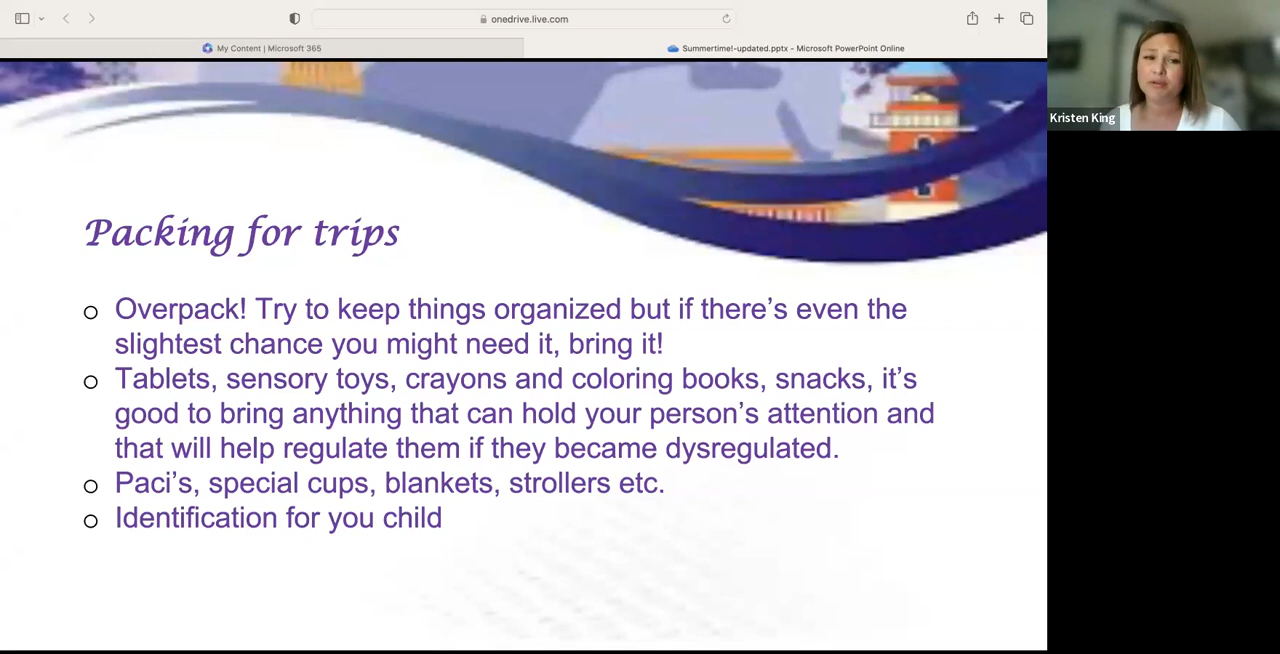 onedrive.live.com
My Content | Microsoft 365
Summertime!-updated.pptx - Microsoft PowerPoint Online
Kristen King
Packing for trips
o Overpack! Try to keep things organized but if there's even the
slightest chance you might need it, bring it!
o Tablets, sensory toys, crayons and coloring books, snacks, it's
good to bring anything that can hold your person's attention and
that will help regulate them if they became dysregulated.
o Paci's, special cups, blankets, strollers etc.
o Identification for you child